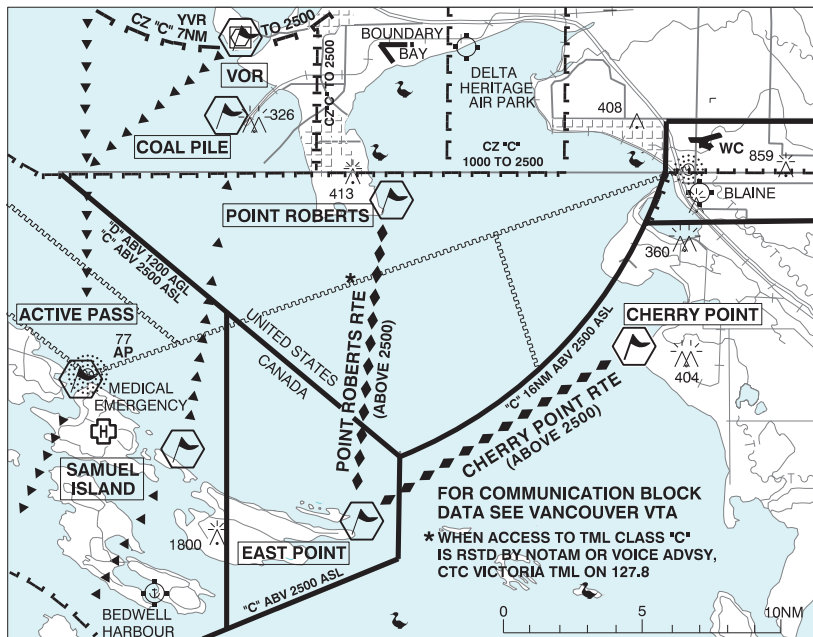 CZ "C" 7NM
YVR
TO 2500
VOR
BOUNDARY
BAY
DELTA
HERITAGE
AIR PARK
CZ "C" TO 2500
326
COAL PILE
408
CZ "C"
1000 TO 2500
WC
859
413
BLAINE
POINT ROBERTS
"D" ABV 1200 AGL
"C" ABV 2500 ASL
360
ACTIVE PASS
77
AP
UNITED STATES
CANADA
*
POINT ROBERTS RTE
(ABOVE 2500)
CHERRY POINT
"C" 16NM ABV 2500 ASL
404
MEDICAL
EMERGENCY
H
CHERRY POINT RTE
(ABOVE 2500)
SAMUEL
ISLAND
FOR COMMUNICATION BLOCK
DATA SEE VANCOUVER VTA
1800
EAST POINT
* WHEN ACCESS TO TML CLASS "C"
IS RSTD BY NOTAM OR VOICE ADVSY,
CTC VICTORIA TML ON 127.8
"C" ABV 2500 ASL
BEDWELL
HARBOUR
0 5 10NM